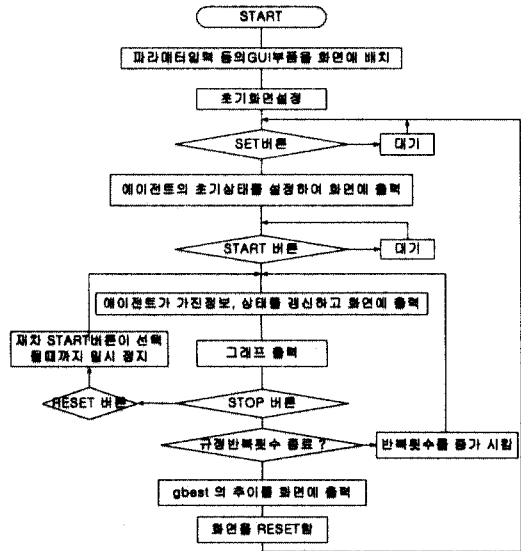 START
파라메터입력 등의GUI부품을 화면에 배치
초기화면설정
SET버튼
대기
에이전트의 초기상태를 설정하여 화면에 출력
START 버튼
대기
에이전트가 가진정보, 상태를 갱신하고 화면에 출력
재차 START버튼이 선택
될때까지 일시 정지
그래프 출력
RESET 버튼
STOP 버튼
규정반복횟수 종료 ?
반복횟수를 증가 시킴
gbest 의 추이를 화면에 출력
화면을 RESET함